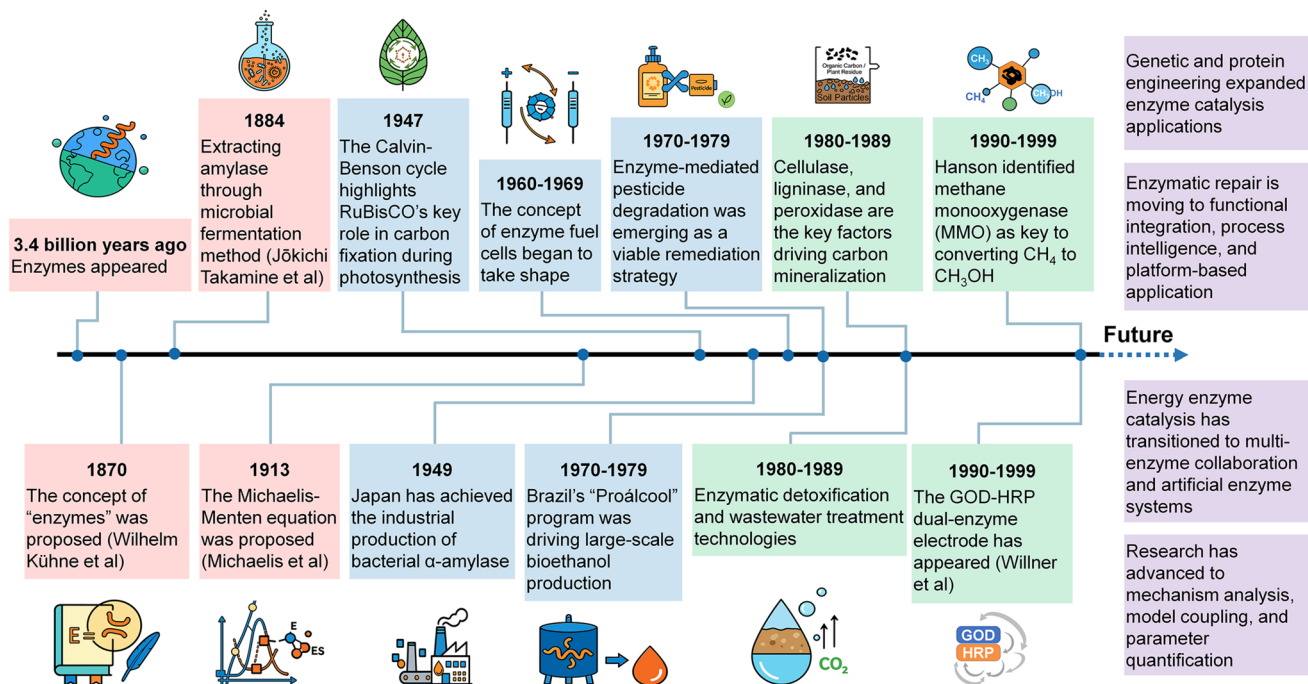 CH₃
CH₄
CH₃OH
Organic Carbon /
Plant Residue
Soil Particles
Pesticide
+
−
3.4 billion years ago
Enzymes appeared
1884
Extracting
amylase
through
microbial
fermentation
method (Jōkichi
Takamine et al)
1947
The Calvin-
Benson cycle
highlights
RuBisCO's key
role in carbon
fixation during
photosynthesis
1960-1969
The concept
of enzyme fuel
cells began to
take shape
1970-1979
Enzyme-mediated
pesticide
degradation was
emerging as a
viable remediation
strategy
1980-1989
Cellulase,
ligninase, and
peroxidase are
the key factors
driving carbon
mineralization
1990-1999
Hanson identified
methane
monooxygenase
(MMO) as key to
converting CH₄ to
CH₃OH
Genetic and protein
engineering expanded
enzyme catalysis
applications
Enzymatic repair is
moving to functional
integration, process
intelligence, and
platform-based
application
Future
1870
The concept of
“enzymes” was
proposed (Wilhelm
Kühne et al)
1913
The Michaelis-
Menten equation
was proposed
(Michaelis et al)
1949
Japan has achieved
the industrial
production of
bacterial α-amylase
1970-1979
Brazil's “Proálcool”
program was
driving large-scale
bioethanol
production
1980-1989
Enzymatic detoxification
and wastewater treatment
technologies
1990-1999
The GOD-HRP
dual-enzyme
electrode has
appeared (Willner
et al)
Energy enzyme
catalysis has
transitioned to multi-
enzyme collaboration
and artificial enzyme
systems
Research has
advanced to
mechanism analysis,
model coupling, and
parameter
quantification
E=
E
ES
CO₂
GOD
HRP